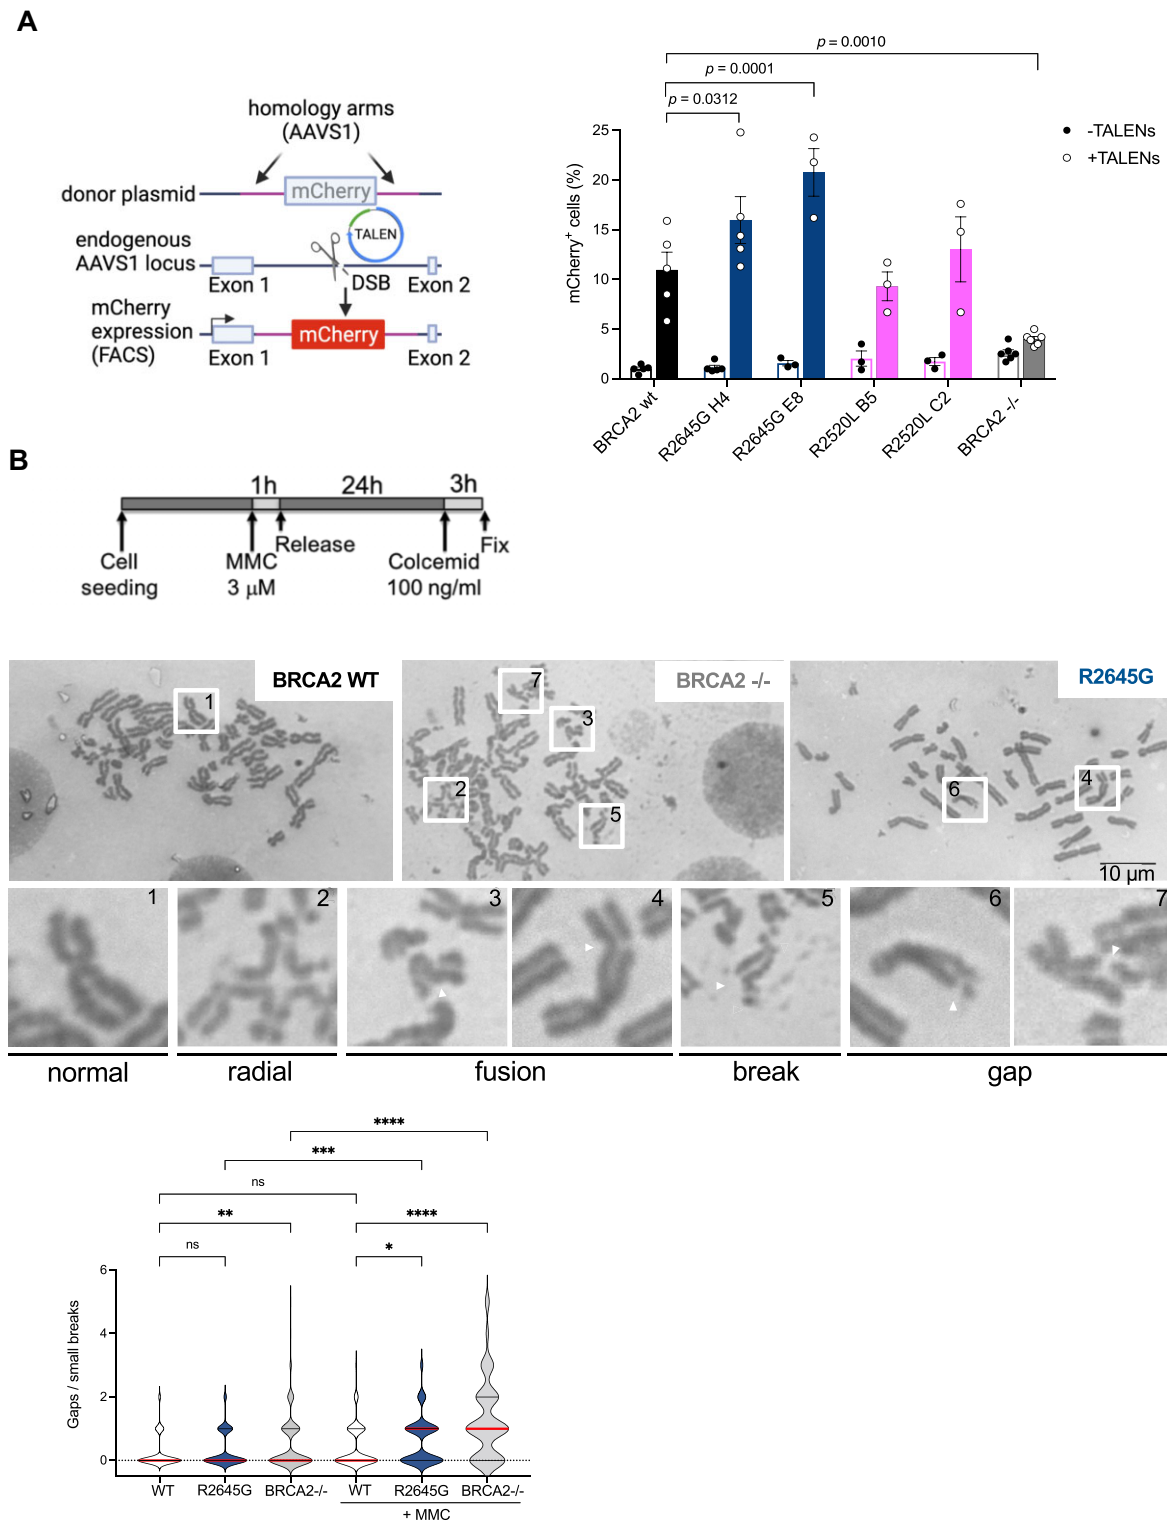 A
homology arms
(AAVS1)
donor plasmid
mCherry
TALEN
endogenous
AAVS1 locus
Exon 1
DSB
Exon 2
mCherry
expression
(FACS)
mCherry
Exon 1
Exon 2
p = 0.0010
p = 0.0001
p = 0.0312
-TALENs
+TALENs
mCherry⁺ cells (%)
25
20
15
10
5
0
BRCA2 wt
R2645G H4
R2645G E8
R2520L B5
R2520L C2
BRCA2 -/-
B
1h
24h
3h
Release
Fix
Cell
seeding
MMC
3 μM
Colcemid
100 ng/ml
BRCA2 WT
1
BRCA2 -/-
7
3
2
5
R2645G
6
4
10 μm
1
2
3
4
5
6
7
normal
radial
fusion
break
gap
****
***
ns
**
****
ns
*
Gaps / small breaks
6
4
2
0
WT
R2645G
BRCA2-/-
WT
R2645G
BRCA2-/-
+ MMC